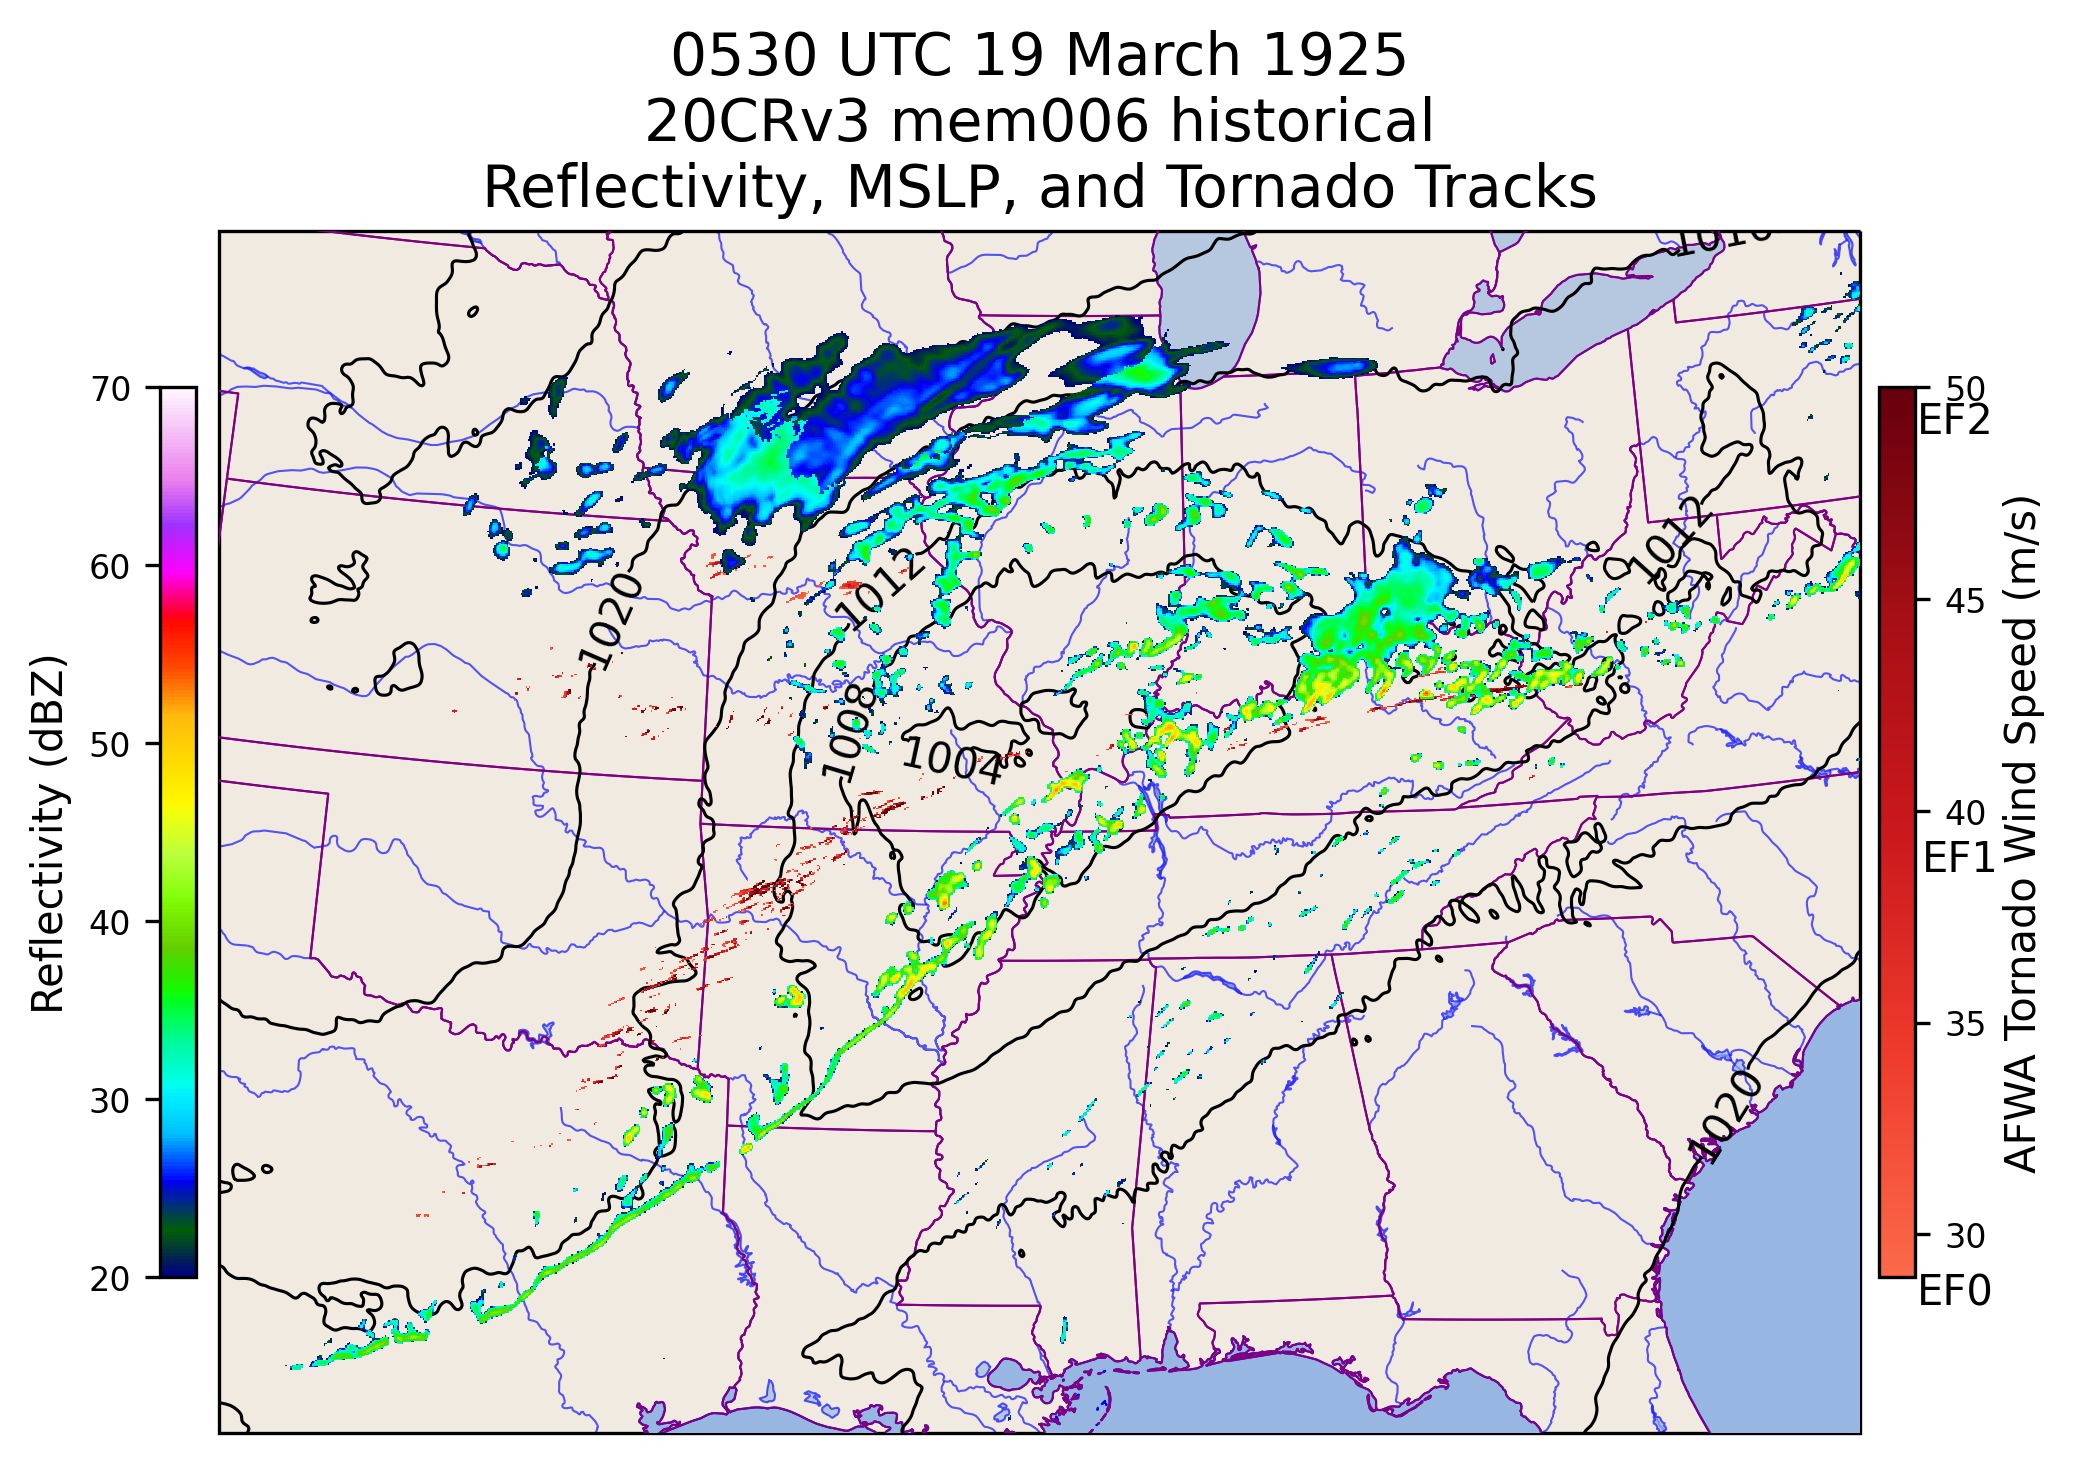 0530 UTC 19 March 1925
20CRv3 mem006 historical
Reflectivity, MSLP, and Tornado Tracks
70
60
50
40
30
20
Reflectivity (dBZ)
1020
1012
1008
1004
1012
1020
50
EF2
45
40
EF1
35
30
EF0
AFWA Tornado Wind Speed (m/s)